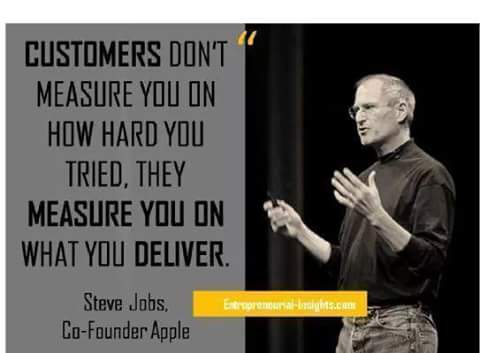 CUSTOMERS DON'T
MEASURE YOU ON
HOW HARD YOU
TRIED, THEY
MEASURE YOU ON
WHAT YOU DELIVER.
Steve Jobs,
Co-Founder Apple
Entrepreneurial-Insights.com